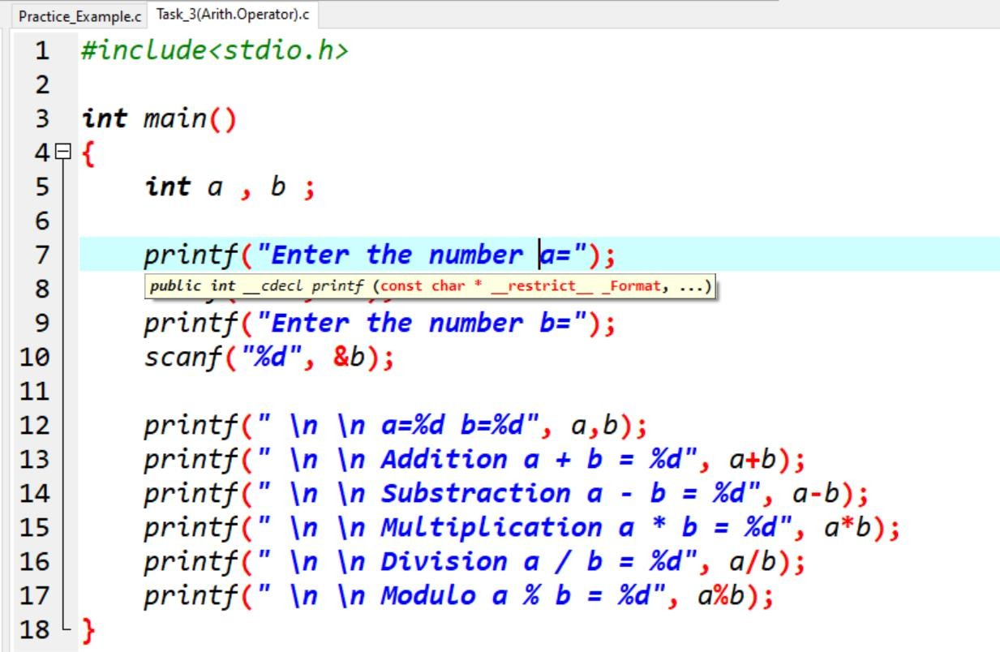 Practice_Example.c Task_3(Arith.Operator).c
1 #include<stdio.h>
2
3 int main()
4 {
5 int a , b ;
6
7 printf("Enter the number a=");
8
public int __cdecl printf (const char * __restrict__ _Format, ...)
9 printf("Enter the number b=");
10 scanf("%d", &b);
11
12 printf(" \n \n a=%d b=%d", a,b);
13 printf(" \n \n Addition a + b = %d", a+b);
14 printf(" \n \n Substraction a - b = %d", a-b);
15 printf(" \n \n Multiplication a * b = %d", a*b);
16 printf(" \n \n Division a / b = %d", a/b);
17 printf(" \n \n Modulo a % b = %d", a%b);
18 }